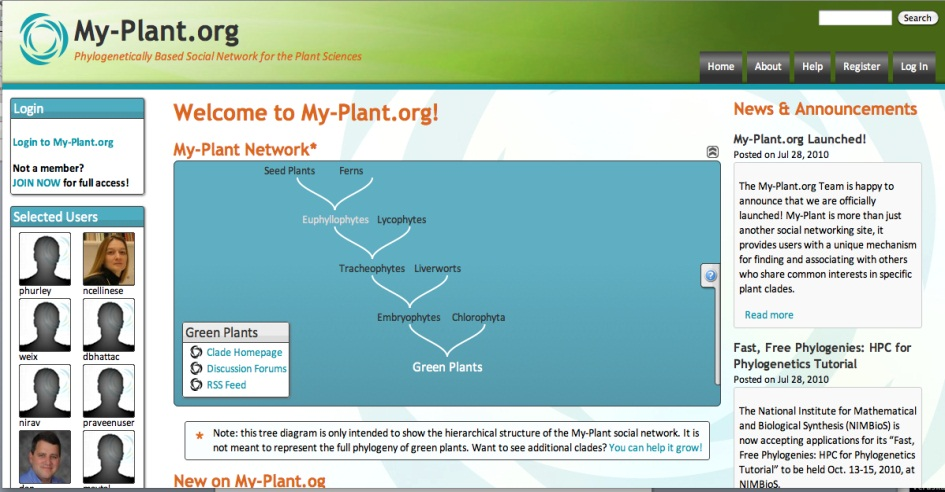 My-Plant.org
Phylogenetically Based Social Network for the Plant Sciences
Search
Home About Help Register Log In
Login
Login to My-Plant.org
Not a member?
JOIN NOW for full access!
Selected Users
phurley ncellinese
weix dbhattac
nirav praveenuser
Welcome to My-Plant.org!
My-Plant Network*
Seed Plants Ferns
Euphyllophytes Lycophytes
Tracheophytes Liverworts
Embryophytes Chlorophyta
Green Plants
Green Plants
Clade Homepage
Discussion Forums
RSS Feed
?
* Note: this tree diagram is only intended to show the hierarchical structure of the My-Plant social network. It is
not meant to represent the full phylogeny of green plants. Want to see additional clades? You can help it grow!
New on My-Plant.og
News & Announcements
My-Plant.org Launched!
Posted on Jul 28, 2010
The My-Plant.org Team is happy to
announce that we are officially
launched! My-Plant is more than just
another social networking site, it
provides users with a unique mechanism
for finding and associating with others
who share common interests in specific
plant clades.
Read more
Fast, Free Phylogenies: HPC for
Phylogenetics Tutorial
Posted on Jul 28, 2010
The National Institute for Mathematical
and Biological Synthesis (NIMBioS) is
now accepting applications for its "Fast,
Free Phylogenies: HPC for Phylogenetics
Tutorial" to be held Oct. 13-15, 2010, at
NIMBioS.